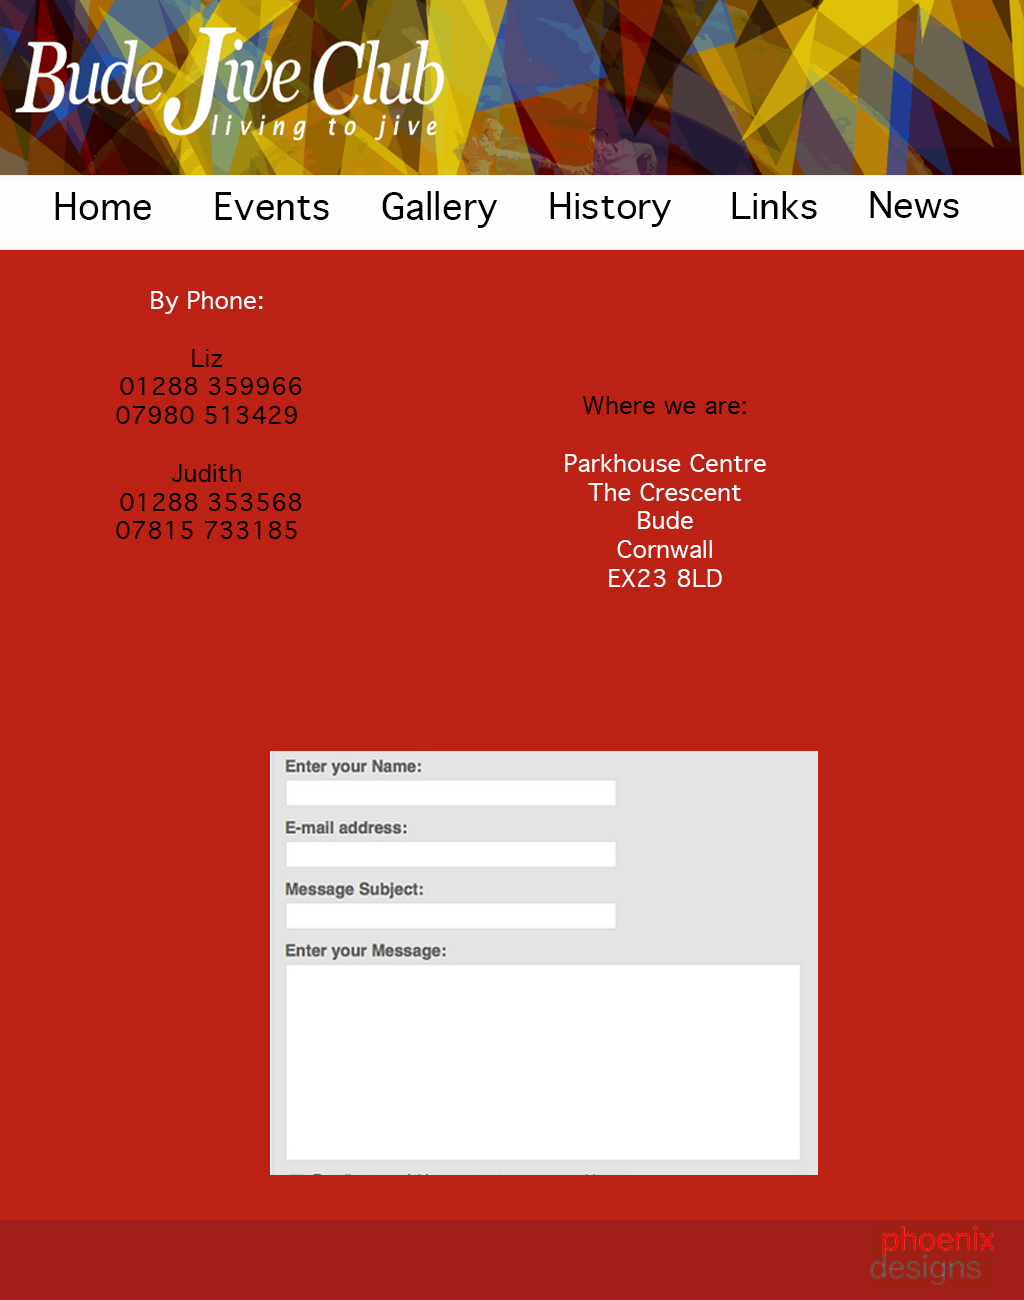 Bude Jive Club
living to jive
Home Events Gallery History Links News
By Phone:
Liz
01288 359966
07980 513429
Judith
01288 353568
07815 733185
Where we are:
Parkhouse Centre
The Crescent
Bude
Cornwall
EX23 8LD
Enter your Name:
E-mail address:
Message Subject:
Enter your Message:
phoenix
designs